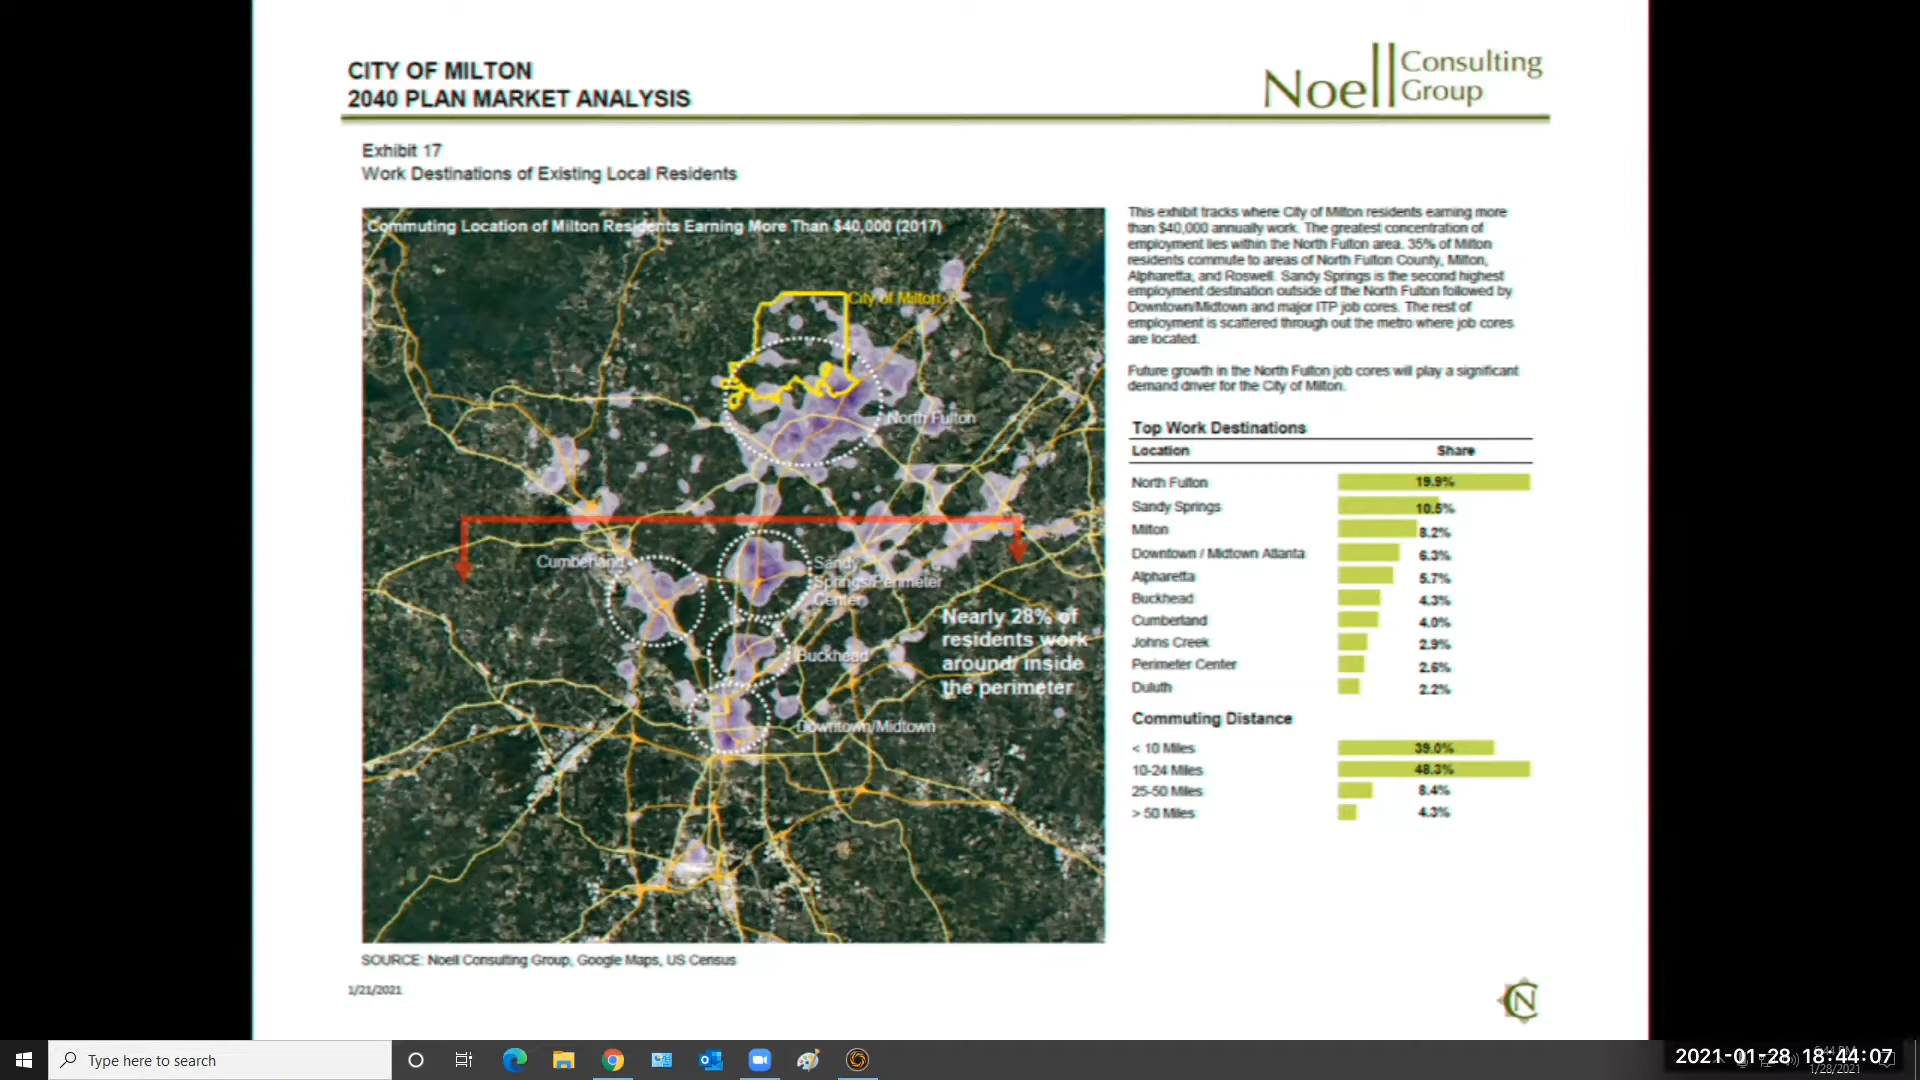 CITY OF MILTON
2040 PLAN MARKET ANALYSIS
Noell Consulting Group
Exhibit 17
Work Destinations of Existing Local Residents
Commuting Location of Milton Residents Earning More Than $40,000 (2017)
City of Milton
North Fulton
Cumberland
Sandy
Springs/Perimeter
Center
Nearly 28% of
residents work
around/ inside
the perimeter
Buckhead
Downtown/Midtown
This exhibit tracks where City of Milton residents earning more
than $40,000 annually work. The greatest concentration of
employment lies within the North Fulton area. 35% of Milton
residents commute to areas of North Fulton County, Milton,
Alpharetta, and Roswell. Sandy Springs is the second highest
employment destination outside of the North Fulton followed by
Downtown/Midtown and major ITP job cores. The rest of
employment is scattered through out the metro where job cores
are located.
Future growth in the North Fulton job cores will play a significant
demand driver for the City of Milton.
Top Work Destinations
Location Share
North Fulton 19.9%
Sandy Springs 10.5%
Milton 8.2%
Downtown / Midtown Atlanta 6.3%
Alpharetta 5.7%
Buckhead 4.3%
Cumberland 4.0%
Johns Creek 2.9%
Perimeter Center 2.6%
Duluth 2.2%
Commuting Distance
< 10 Miles 39.0%
10-24 Miles 48.3%
25-50 Miles 8.4%
> 50 Miles 4.3%
SOURCE: Noell Consulting Group, Google Maps, US Census
1/21/2021
CN
Type here to search
2021-01-28 18:44:07
1/28/2021